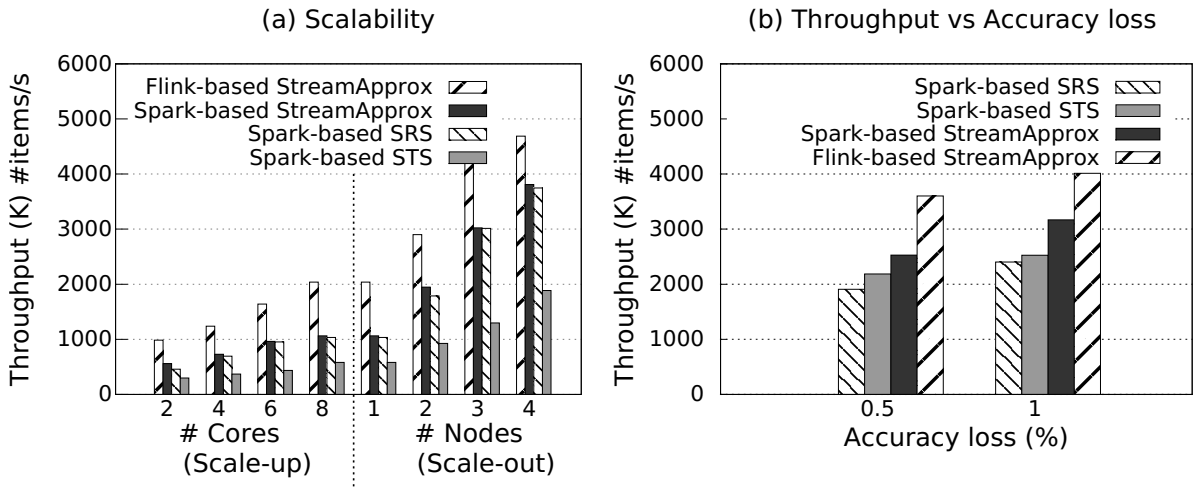 (a) Scalability
Throughput (K) #items/s
6000
5000
4000
3000
2000
1000
0
Flink-based StreamApprox
Spark-based StreamApprox
Spark-based SRS
Spark-based STS
2 4 6 8 1 2 3 4
# Cores # Nodes
(Scale-up) (Scale-out)
(b) Throughput vs Accuracy loss
Throughput (K) #items/s
6000
5000
4000
3000
2000
1000
0
Spark-based SRS
Spark-based STS
Spark-based StreamApprox
Flink-based StreamApprox
0.5 1
Accuracy loss (%)